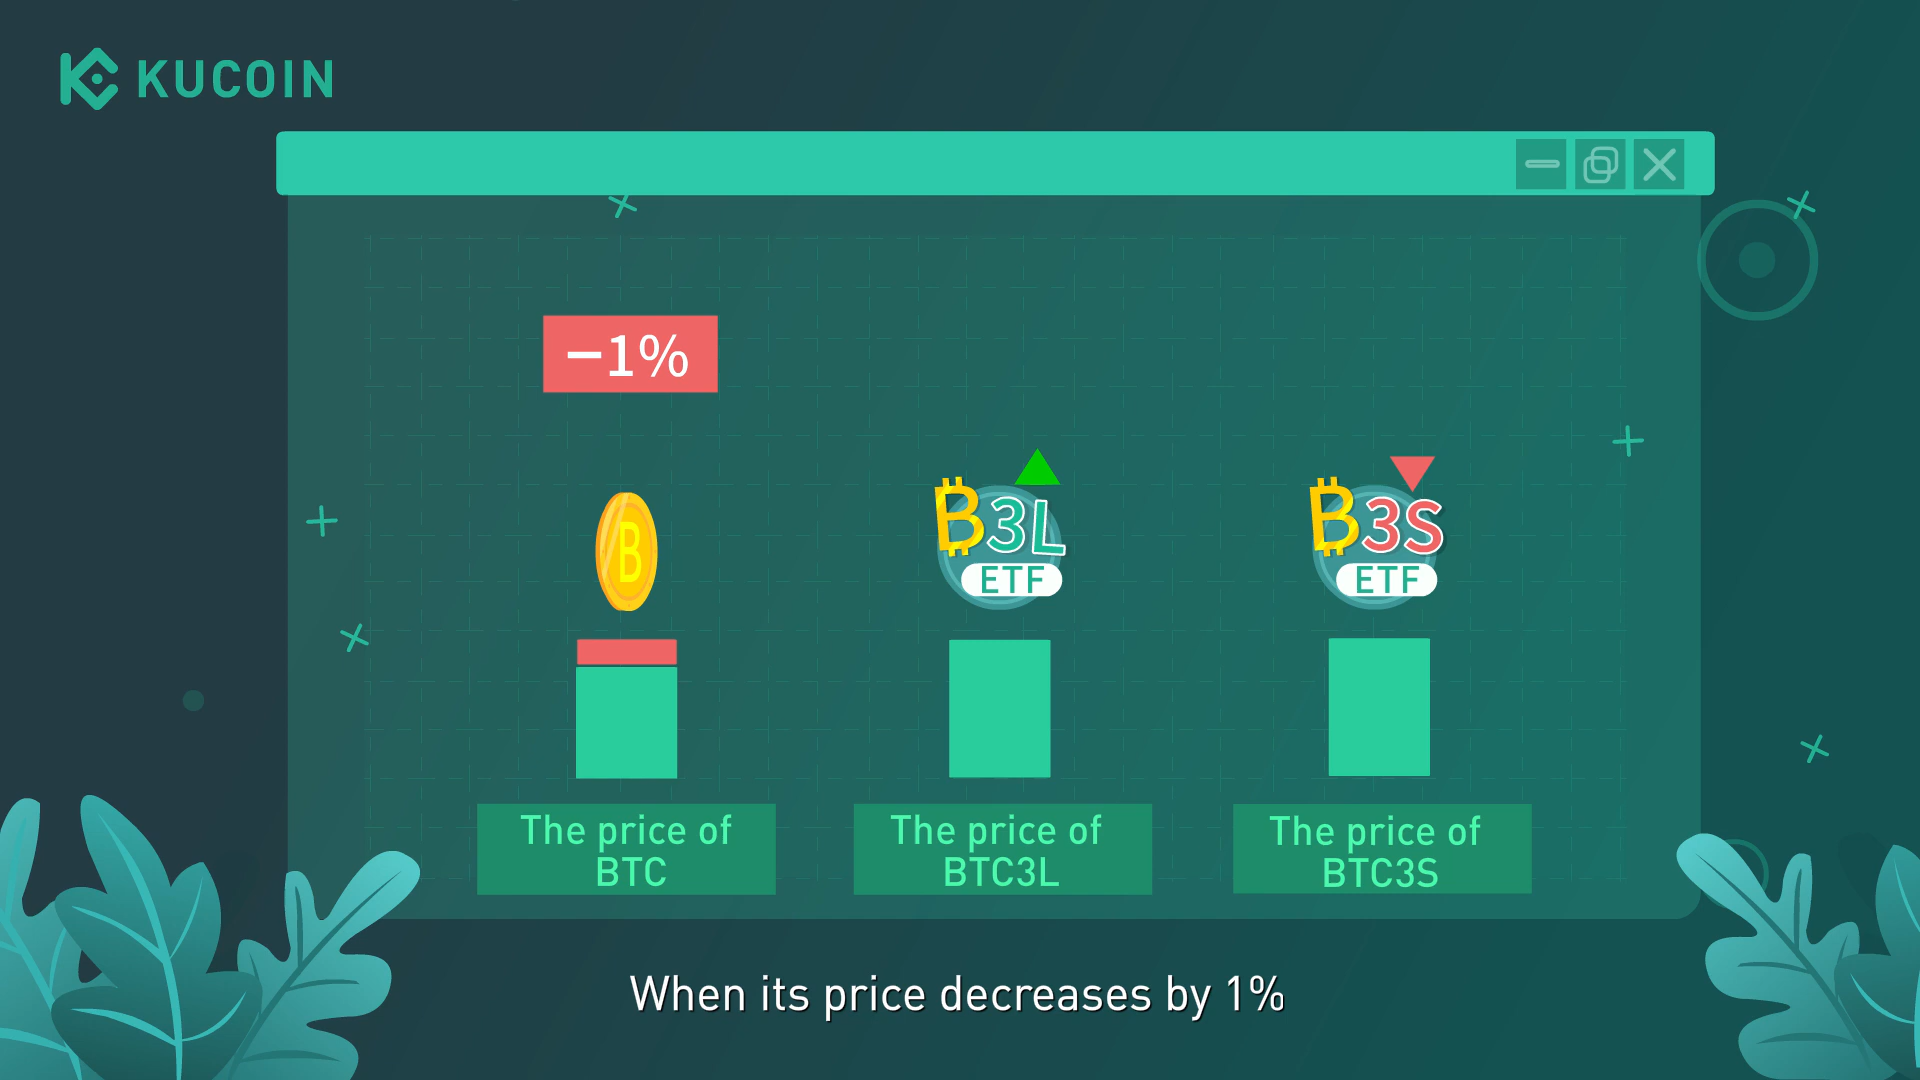 KUCOIN
−1%
B
B3L
ETF
B3S
ETF
The price of
BTC
The price of
BTC3L
The price of
BTC3S
When its price decreases by 1%